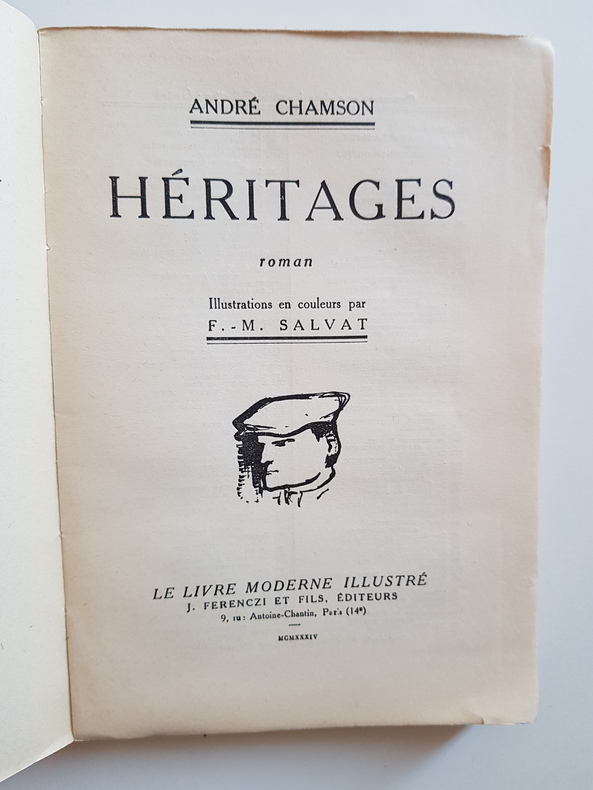 ANDRÉ CHAMSON
HÉRITAGES
roman
Illustrations en couleurs par
F.-M. SALVAT
LE LIVRE MODERNE ILLUSTRÉ
J. FERENCZI ET FILS, ÉDITEURS
9, rue Antoine-Chantin, Paris (14e)
MCMXXXIV